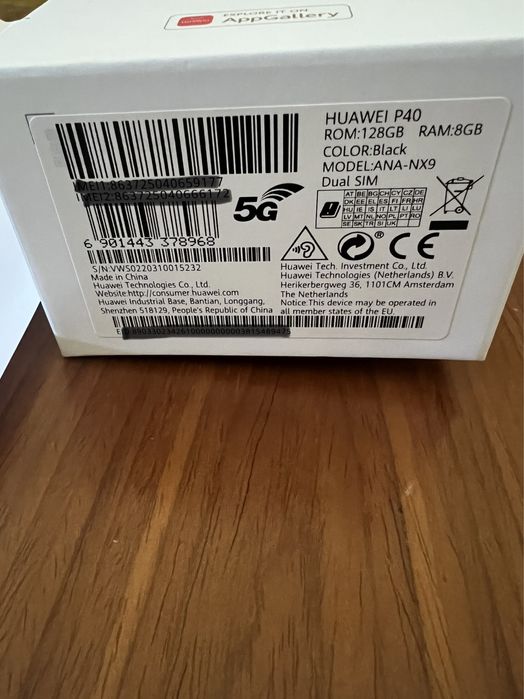 EXPLORE IT ON
AppGallery
HUAWEI P40
ROM:128GB RAM:8GB
COLOR:Black
MODEL:ANA-NX9
Dual SIM
5G
6 901443 378968
AT BE BG CH CY CZ DE
DK EE EL ES FI FR HR
HU IE IS IT LT LI LU
LV MT NL NO PL PT RO
SE SK TR SI UK
CE
S/N:VWS0220310015232
Made in China
Huawei Technologies Co., Ltd.
Website:http://consumer.huawei.com
Huawei Industrial Base, Bantian, Longgang,
Shenzhen 518129, People's Republic of China
Huawei Tech. Investment Co., Ltd.
Huawei Technologies (Netherlands) B.V.
Herikerbergweg 36, 1101CM Amsterdam
The Netherlands
Notice:This device may be operated in
all member states of the EU.